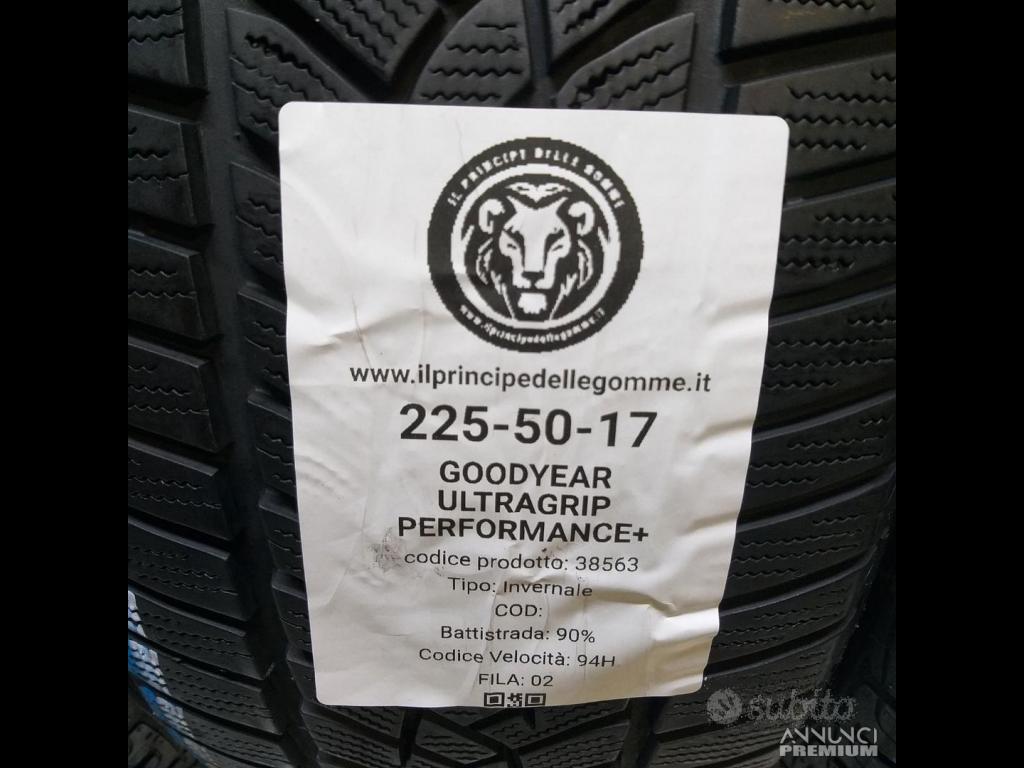 IL PRINCIPE DELLE GOMME
www.ilprincipedellegomme.it
www.ilprincipedellegomme.it
225-50-17
GOODYEAR
ULTRAGRIP
PERFORMANCE+
codice prodotto: 38563
Tipo: Invernale
COD:
Battistrada: 90%
Codice Velocità: 94H
FILA: 02
subito
ANNUNCI
PREMIUM